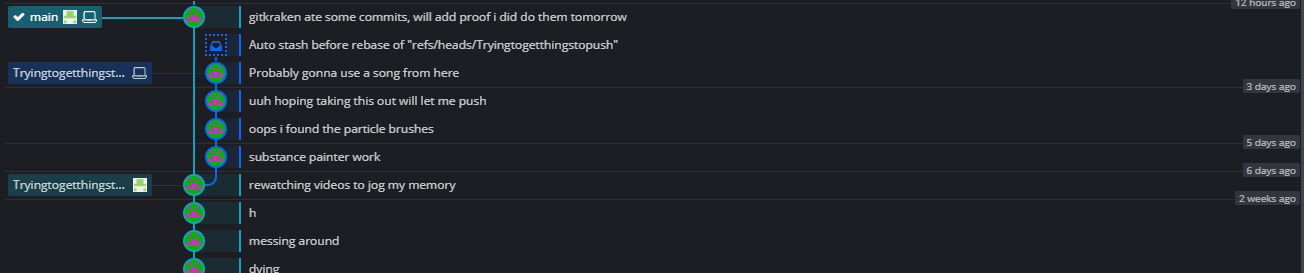 12 hours ago
main
gitkraken ate some commits, will add proof i did do them tomorrow
Auto stash before rebase of "refs/heads/Tryingtogetthingstopush"
Tryingtogetthingst...
Probably gonna use a song from here
3 days ago
uuh hoping taking this out will let me push
oops i found the particle brushes
5 days ago
substance painter work
6 days ago
Tryingtogetthingst...
rewatching videos to jog my memory
2 weeks ago
h
messing around
dying